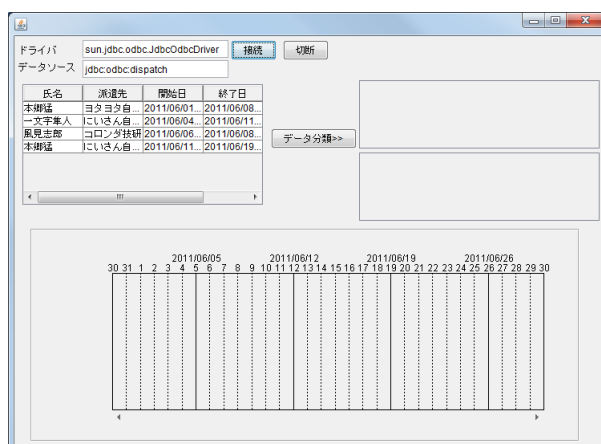 ドライバ sun.jdbc.odbc.JdbcOdbcDriver 接続 切断
データソース jdbc:odbc:dispatch
氏名 派遣先 開始日 終了日
本郷猛 ヨタヨタ自... 2011/06/01... 2011/06/08...
一文字隼人 にいさん自... 2011/06/04... 2011/06/11...
風見志郎 コロンダ技研 2011/06/06... 2011/06/08...
本郷猛 にいさん自... 2011/06/11... 2011/06/19...
データ分類>>
2011/06/05 2011/06/12 2011/06/19 2011/06/26
30 31 1 2 3 4 5 6 7 8 9 10 11 12 13 14 15 16 17 18 19 20 21 22 23 24 25 26 27 28 29 30